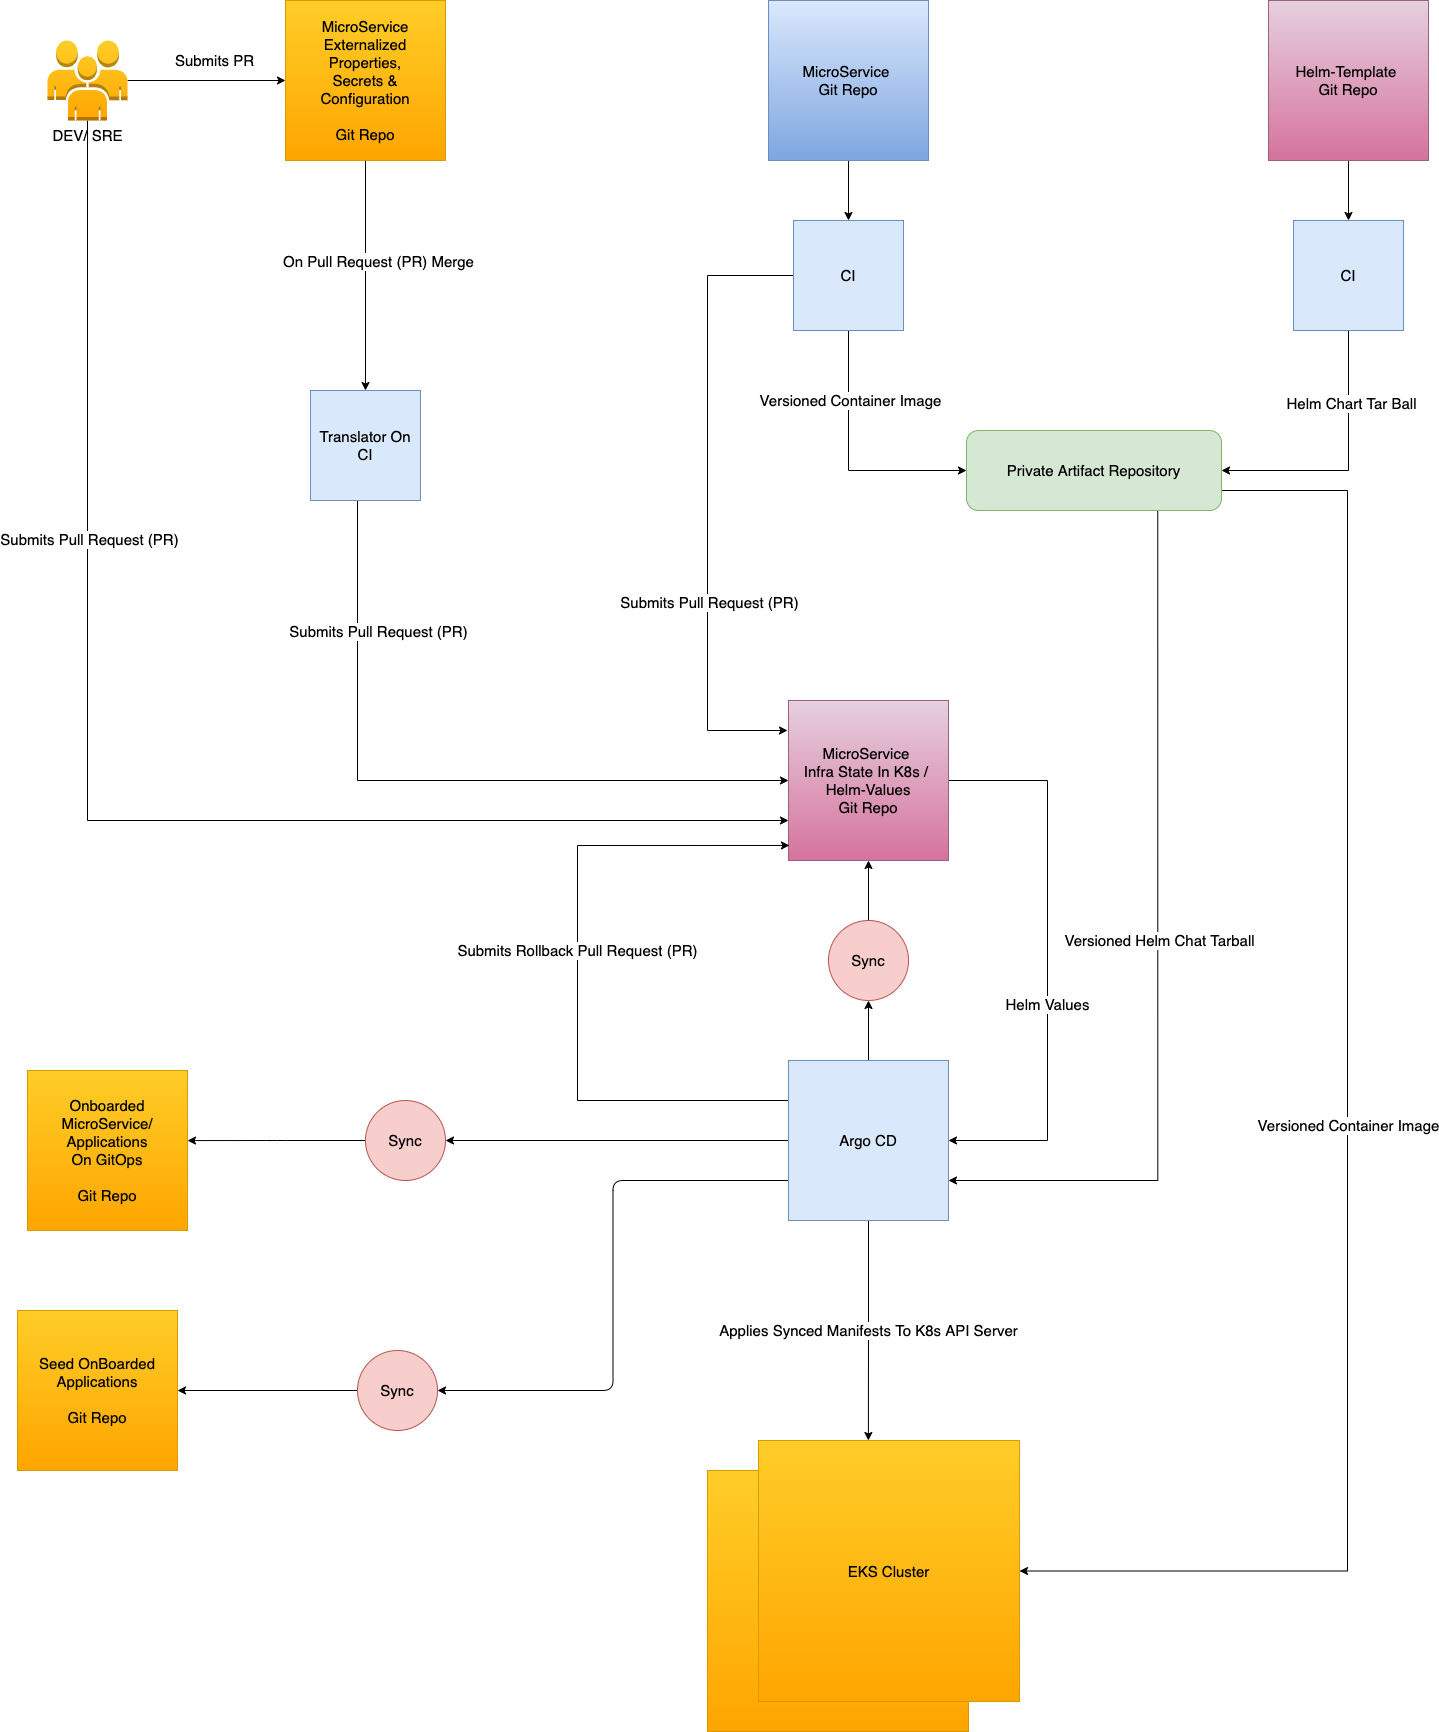 MicroService
Externalized
Properties,
Secrets &
Configuration
Git Repo
Submits PR
DEV/ SRE
MicroService
Git Repo
Helm-Template
Git Repo
On Pull Request (PR) Merge
CI
CI
Versioned Container Image
Helm Chart Tar Ball
Translator On
CI
Private Artifact Repository
Submits Pull Request (PR)
Submits Pull Request (PR)
Submits Pull Request (PR)
MicroService
Infra State In K8s /
Helm-Values
Git Repo
Submits Rollback Pull Request (PR)
Sync
Versioned Helm Chat Tarball
Helm Values
Onboarded
MicroService/
Applications
On GitOps
Git Repo
Sync
Argo CD
Versioned Container Image
Applies Synced Manifests To K8s API Server
Seed OnBoarded
Applications
Git Repo
Sync
EKS Cluster